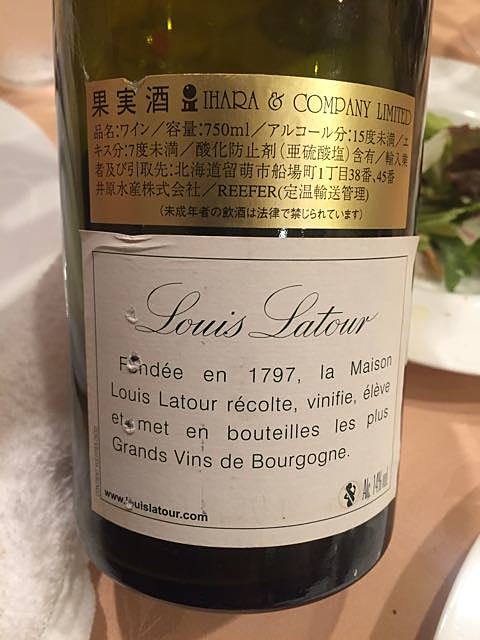 果実酒 IHARA & COMPANY LIMITED
品名:ワイン/容量:750ml/アルコール分:15度未満/エ
キス分:7度未満/酸化防止剤(亜硫酸塩)含有/輸入業
者及び引取先:北海道留萌市船場町1丁目38番、45番
井原水産株式会社/REEFER(定温輸送管理)
(未成年者の飲酒は法律で禁じられています)
Louis Latour
Fondée en 1797, la Maison
Louis Latour récolte, vinifie, élève
et met en bouteilles les plus
Grands Vins de Bourgogne.
www.louislatour.com
Alc. 14% vol.